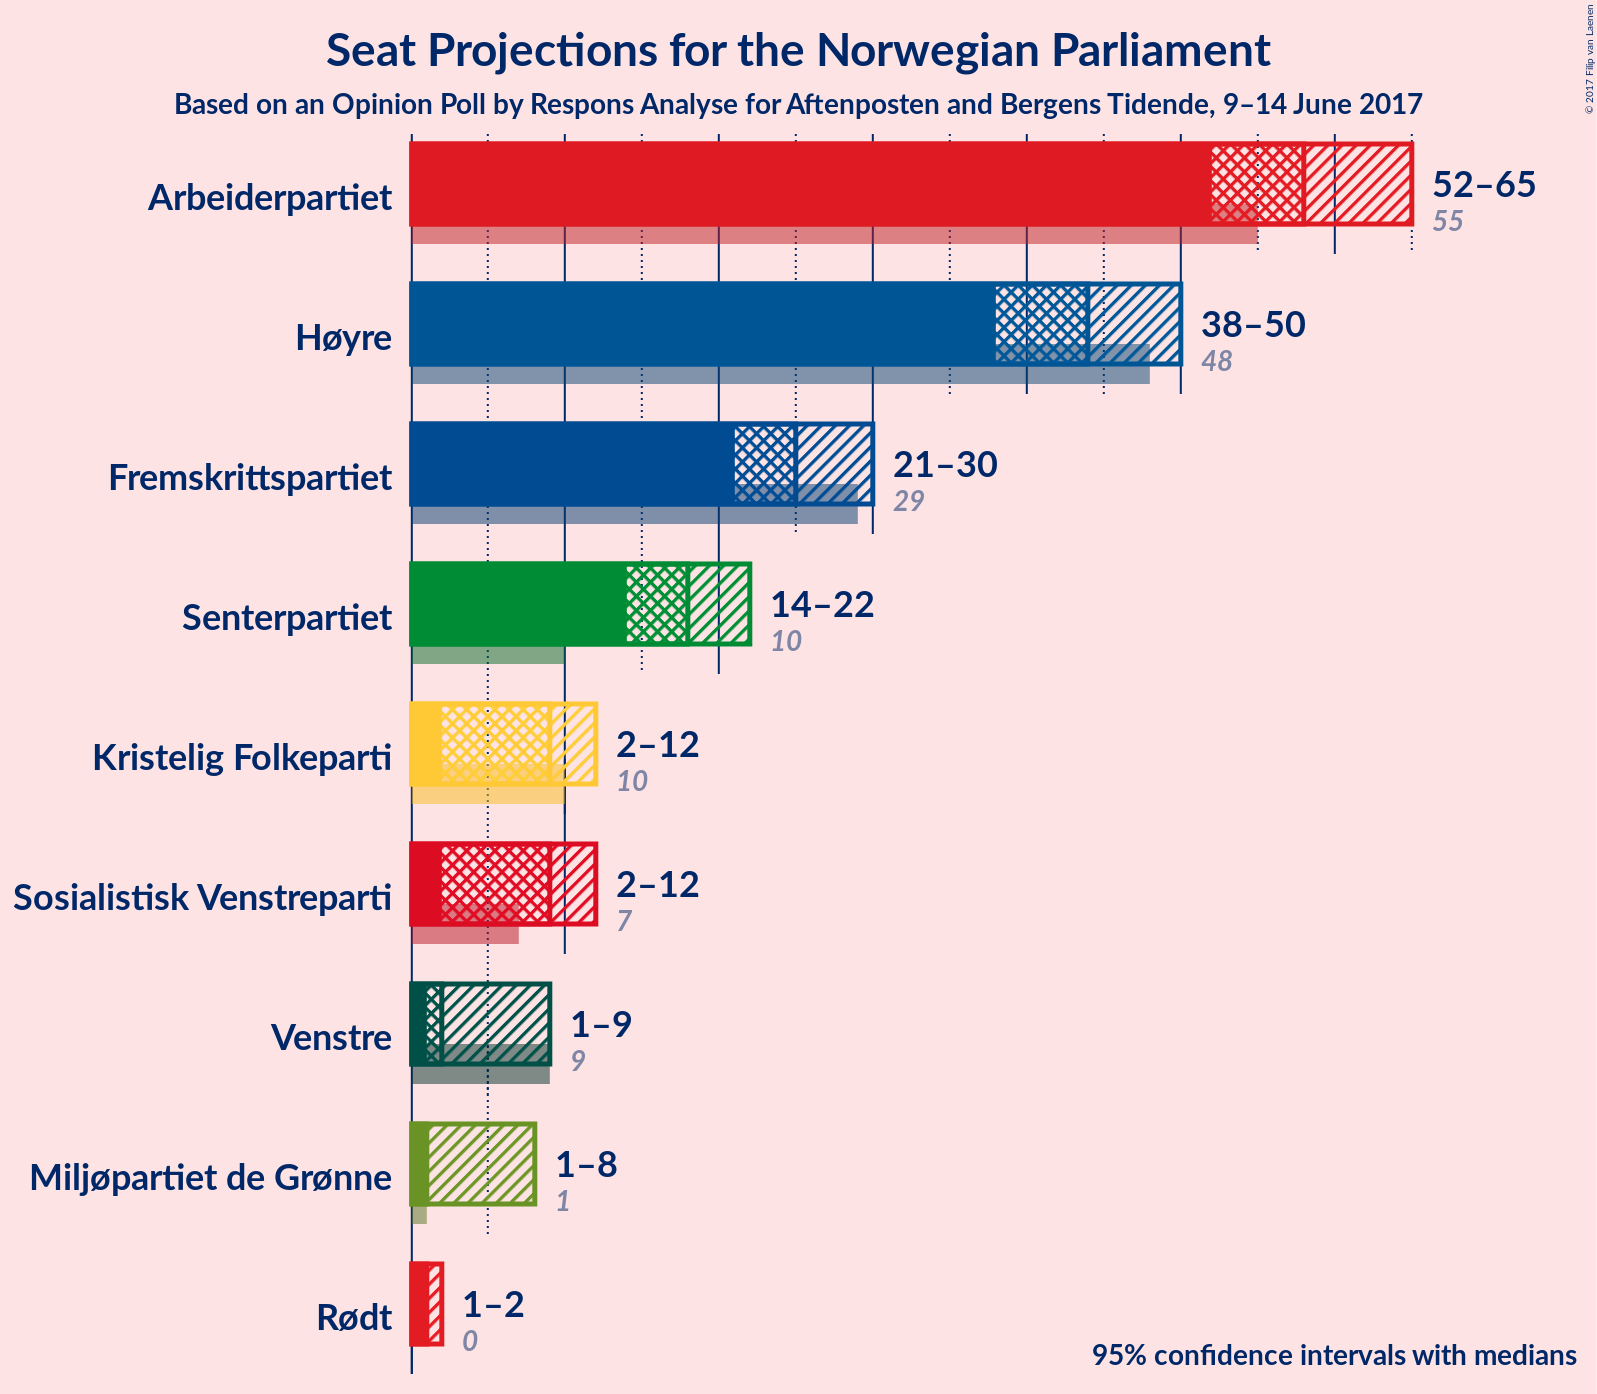 Seat Projections for the Norwegian Parliament
Based on an Opinion Poll by Respons Analyse for Aftenposten and Bergens Tidende, 9–14 June 2017
© 2017 Filip van Laenen
Arbeiderpartiet
52–65
55
Høyre
38–50
48
Fremskrittspartiet
21–30
29
Senterpartiet
14–22
10
Kristelig Folkeparti
2–12
10
Sosialistisk Venstreparti
2–12
7
Venstre
1–9
9
Miljøpartiet de Grønne
1–8
1
Rødt
1–2
0
95% confidence intervals with medians